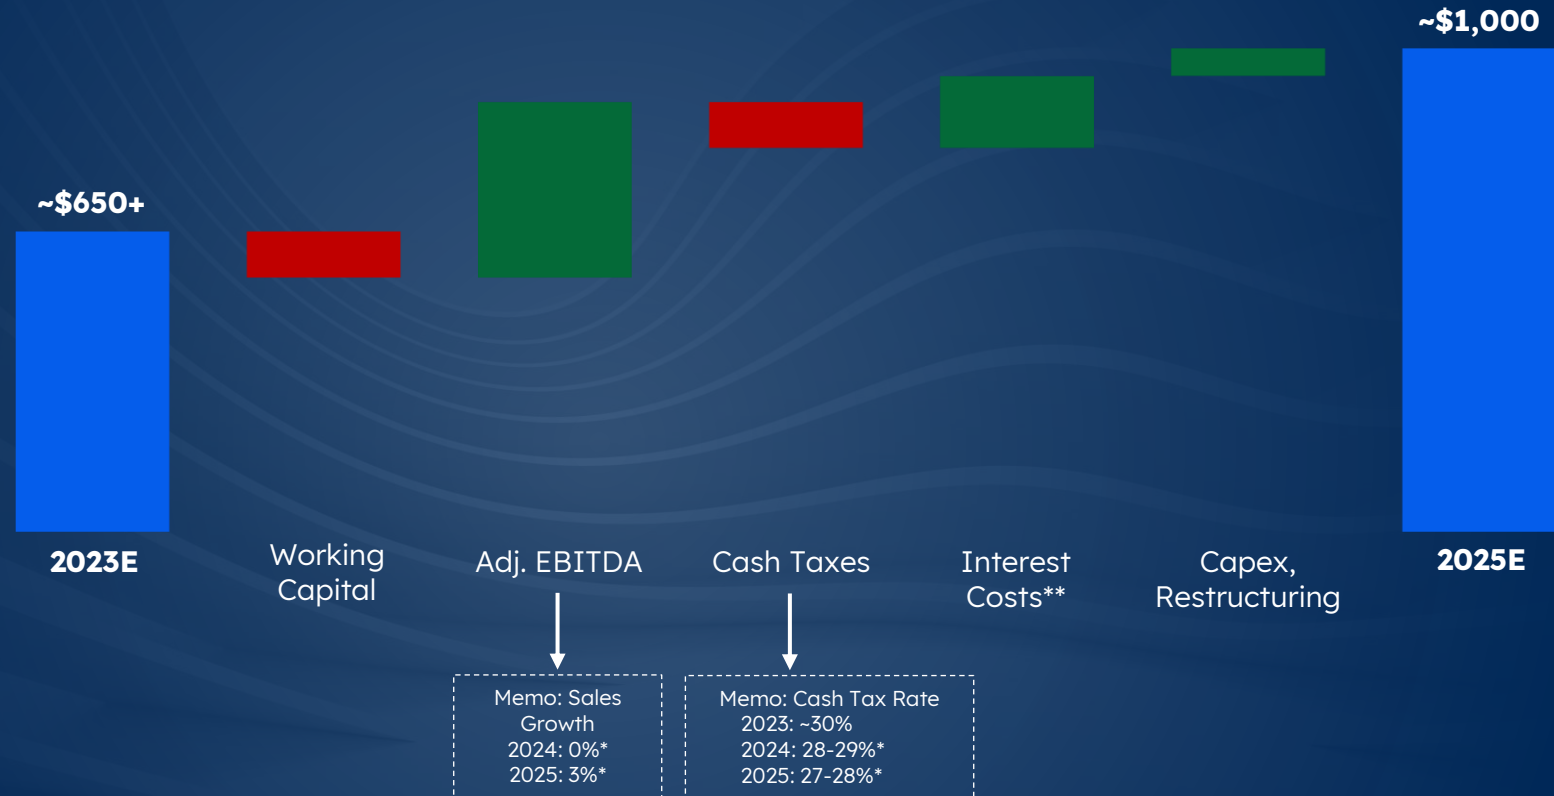 ~$1,000
~$650+
2023E
Working
Capital
Adj. EBITDA
Cash Taxes
Interest
Costs**
Capex,
Restructuring
2025E
Memo: Sales
Growth
2024: 0%*
2025: 3%*
Memo: Cash Tax Rate
2023: ~30%
2024: 28-29%*
2025: 27-28%*